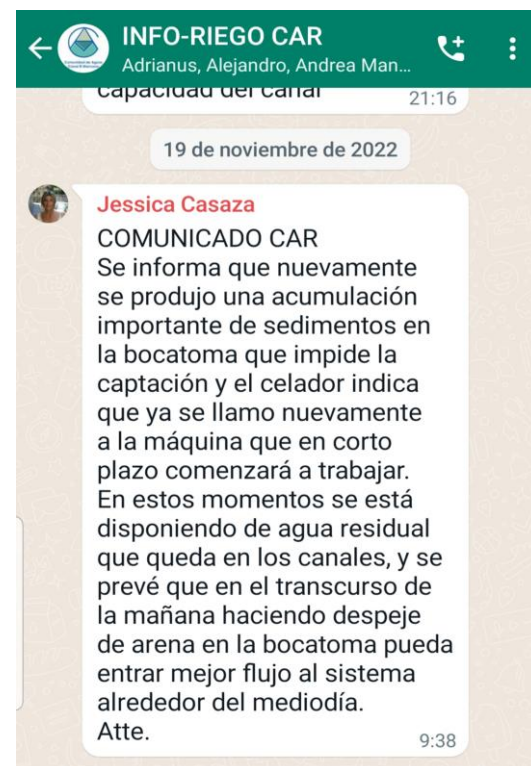 INFO-RIEGO CAR
Adrianus, Alejandro, Andrea Man...
capacidad del canal
21:16
19 de noviembre de 2022
Jessica Casaza
COMUNICADO CAR
Se informa que nuevamente
se produjo una acumulación
importante de sedimentos en
la bocatoma que impide la
captación y el celador indica
que ya se llamo nuevamente
a la máquina que en corto
plazo comenzará a trabajar.
En estos momentos se está
disponiendo de agua residual
que queda en los canales, y se
prevé que en el transcurso de
la mañana haciendo despeje
de arena en la bocatoma pueda
entrar mejor flujo al sistema
alrededor del mediodía.
Atte.
9:38